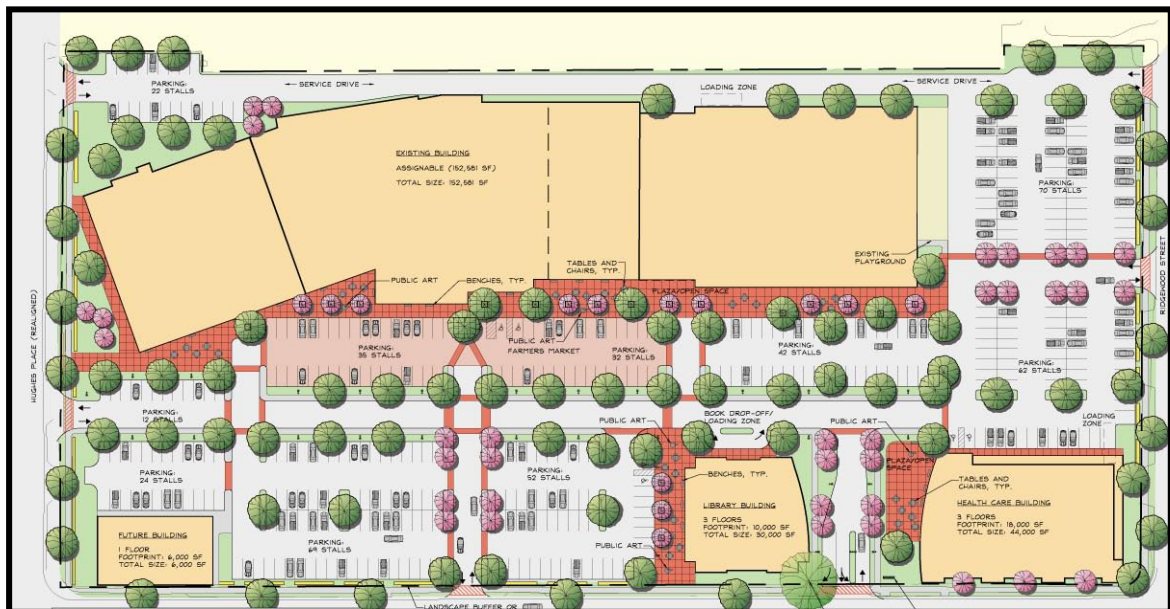 PARKING:
22 STALLS
SERVICE DRIVE
LOADING ZONE
SERVICE DRIVE
EXISTING BUILDING
ASSIGNABLE (152,581 SF)
TOTAL SIZE: 152,581 SF
PARKING:
70 STALLS
EXISTING
PLAYGROUND
TABLES AND
CHAIRS, TYP.
PUBLIC ART
BENCHES, TYP.
PLAZA/OPEN SPACE
HUGHES PLACE (REALIGNED)
RIDGEWOOD STREET
PUBLIC ART
FARMERS MARKET
PARKING:
35 STALLS
PARKING:
32 STALLS
PARKING:
42 STALLS
PARKING:
62 STALLS
PARKING:
12 STALLS
PUBLIC ART
BOOK DROP-OFF/
LOADING ZONE
PUBLIC ART
LOADING
ZONE
PARKING:
24 STALLS
PARKING:
52 STALLS
BENCHES, TYP.
PLAZA/OPEN
SPACE
TABLES AND
CHAIRS, TYP.
LIBRARY BUILDING
3 FLOORS
FOOTPRINT: 10,000 SF
TOTAL SIZE: 30,000 SF
HEALTH CARE BUILDING
3 FLOORS
FOOTPRINT: 18,000 SF
TOTAL SIZE: 44,000 SF
FUTURE BUILDING
1 FLOOR
FOOTPRINT: 6,000 SF
TOTAL SIZE: 6,000 SF
PARKING:
69 STALLS
PUBLIC ART
LANDSCAPE BUFFER OR